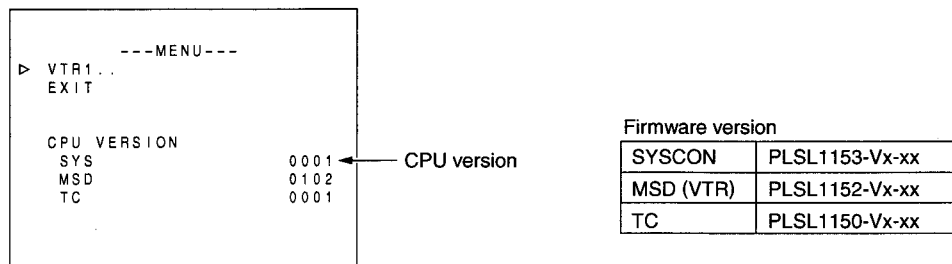 ---MENU---
▷ VTR1..
EXIT
CPU VERSION
SYS 0001
MSD 0102
TC 0001
CPU version
Firmware version
SYSCON PLSL1153-Vx-xx
MSD (VTR) PLSL1152-Vx-xx
TC PLSL1150-Vx-xx